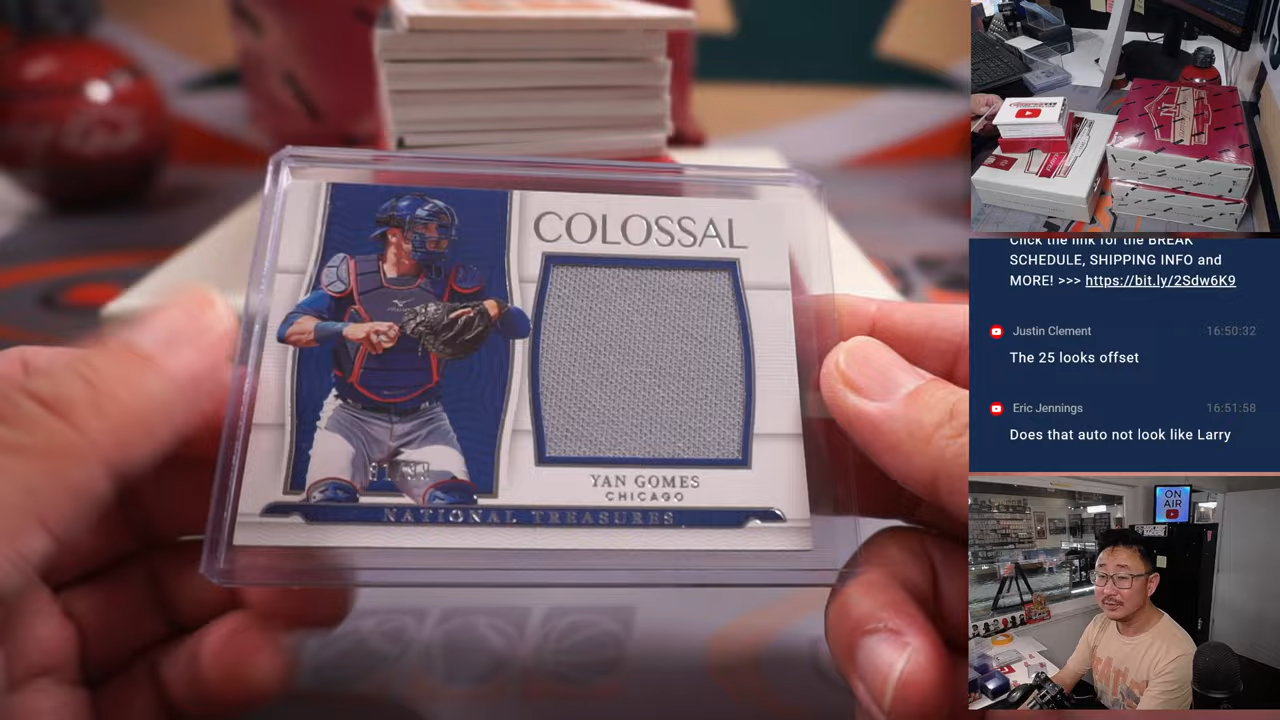 COLOSSAL
YAN GOMES
CHICAGO
NATIONAL TREASURES
Click the link for the BREAK
SCHEDULE, SHIPPING INFO and
MORE! >>> https://bit.ly/2Sdw6K9
Justin Clement 16:50:32
The 25 looks offset
Eric Jennings 16:51:58
Does that auto not look like Larry
ON
AIR